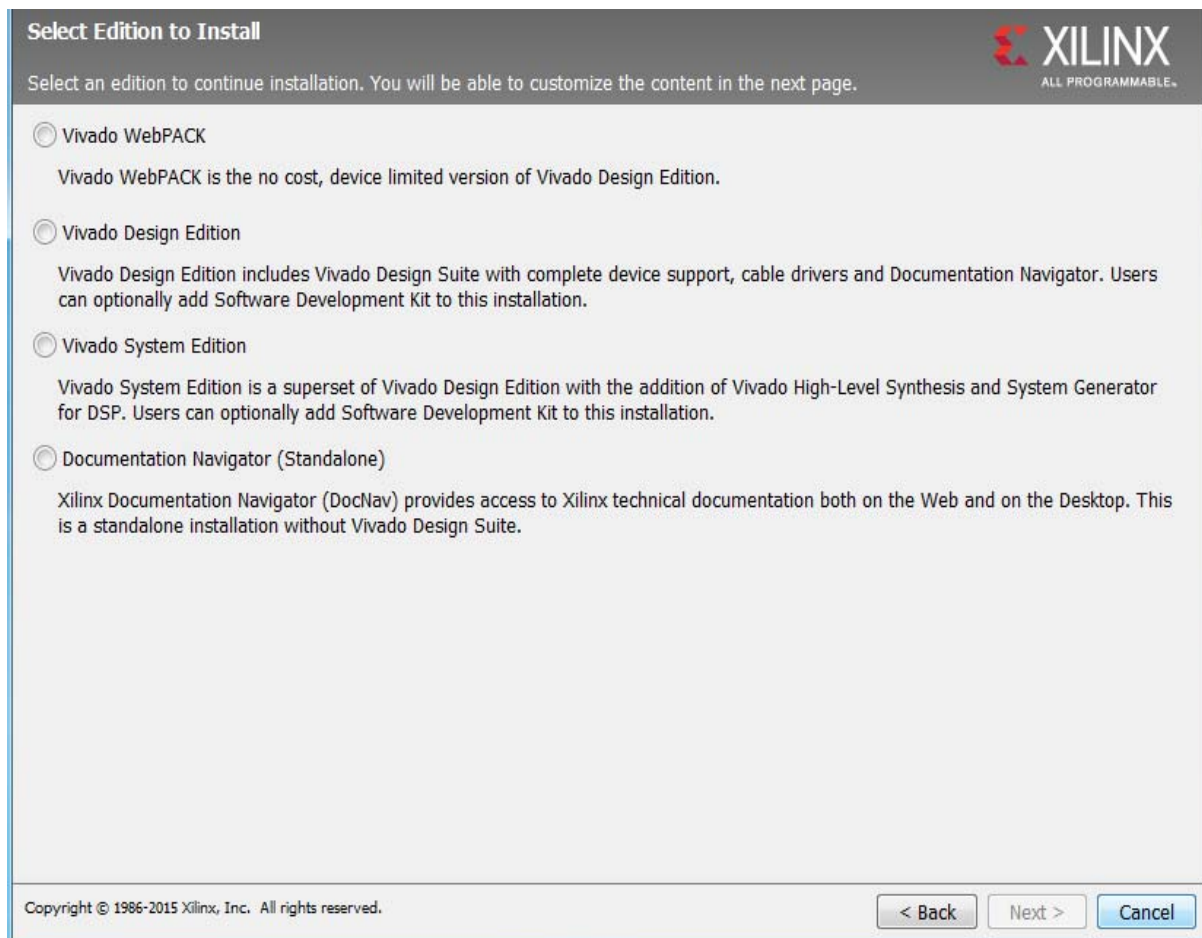 Select Edition to Install
XILINX
ALL PROGRAMMABLE.
Select an edition to continue installation. You will be able to customize the content in the next page.
Vivado WebPACK
Vivado WebPACK is the no cost, device limited version of Vivado Design Edition.
Vivado Design Edition
Vivado Design Edition includes Vivado Design Suite with complete device support, cable drivers and Documentation Navigator. Users
can optionally add Software Development Kit to this installation.
Vivado System Edition
Vivado System Edition is a superset of Vivado Design Edition with the addition of Vivado High-Level Synthesis and System Generator
for DSP. Users can optionally add Software Development Kit to this installation.
Documentation Navigator (Standalone)
Xilinx Documentation Navigator (DocNav) provides access to Xilinx technical documentation both on the Web and on the Desktop. This
is a standalone installation without Vivado Design Suite.
Copyright © 1986-2015 Xilinx, Inc. All rights reserved.
< Back
Next >
Cancel